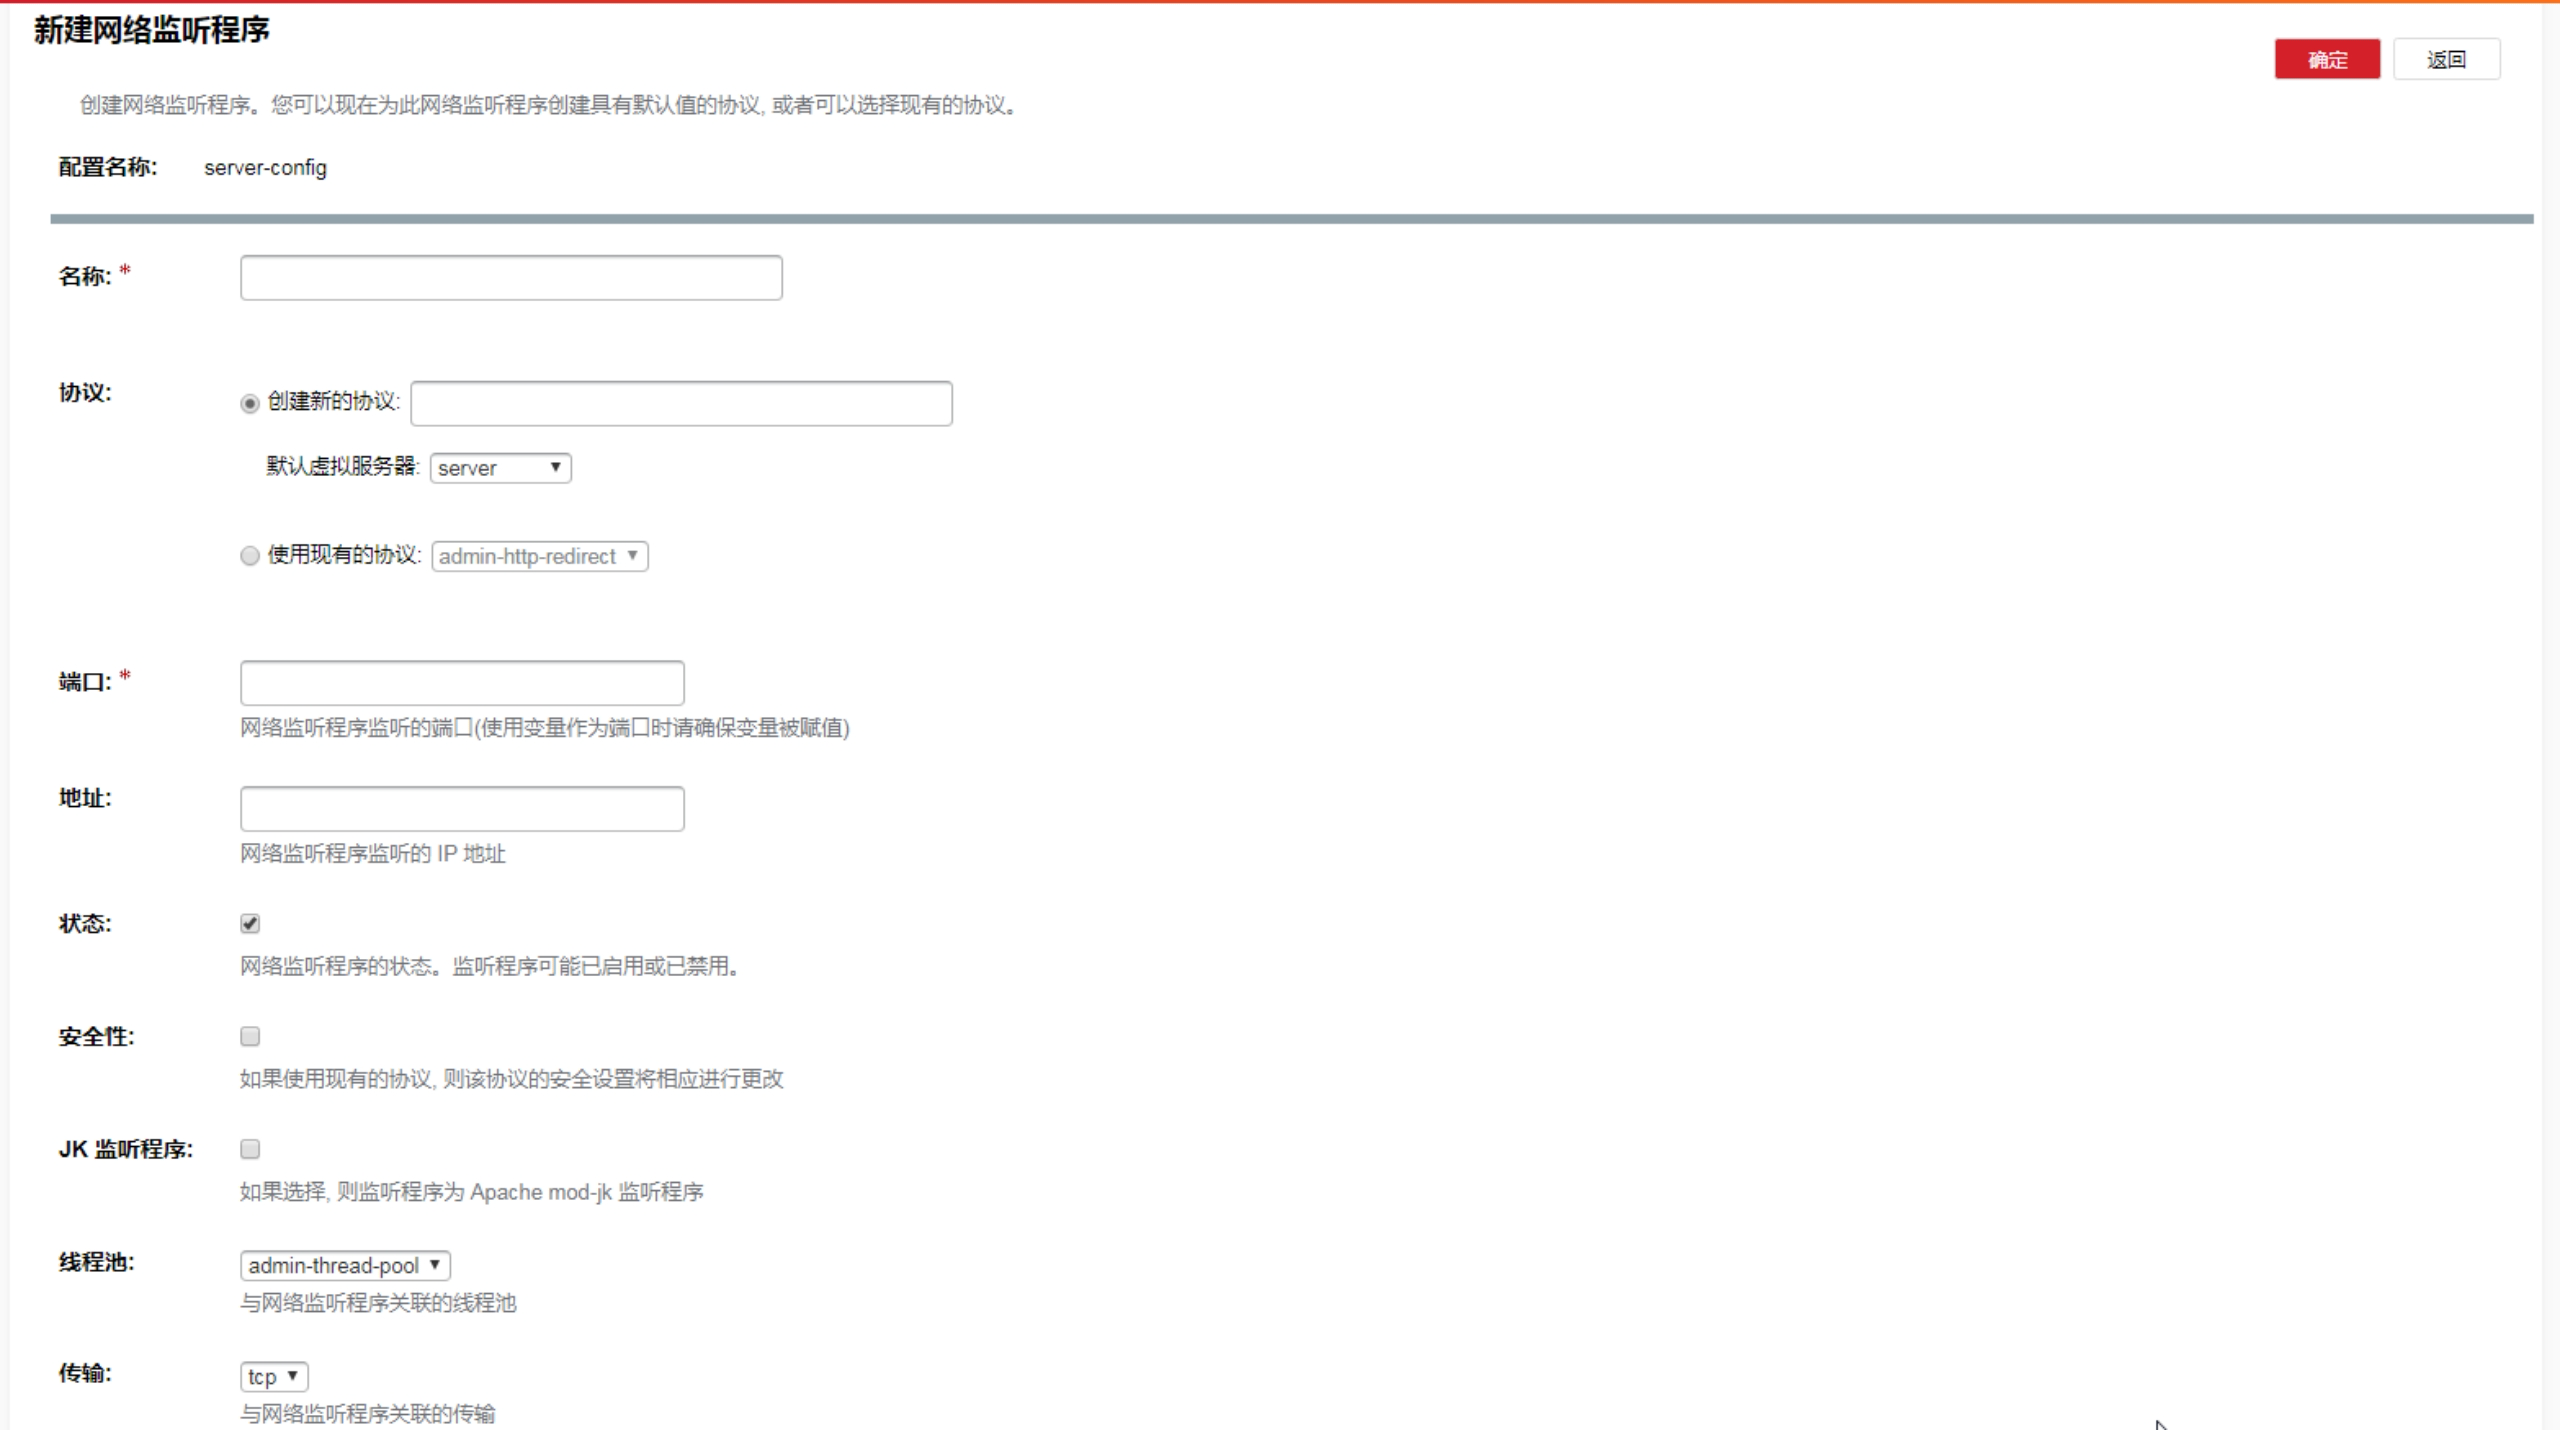 新建网络监听程序
确定
返回
创建网络监听程序。您可以现在为此网络监听程序创建具有默认值的协议, 或者可以选择现有的协议。
配置名称: server-config
名称: *
协议: 创建新的协议:
默认虚拟服务器: server
使用现有的协议: admin-http-redirect
端口: *
网络监听程序监听的端口(使用变量作为端口时请确保变量被赋值)
地址:
网络监听程序监听的 IP 地址
状态:
网络监听程序的状态。监听程序可能已启用或已禁用。
安全性:
如果使用现有的协议, 则该协议的安全设置将相应进行更改
JK 监听程序:
如果选择, 则监听程序为 Apache mod-jk 监听程序
线程池: admin-thread-pool
与网络监听程序关联的线程池
传输: tcp
与网络监听程序关联的传输